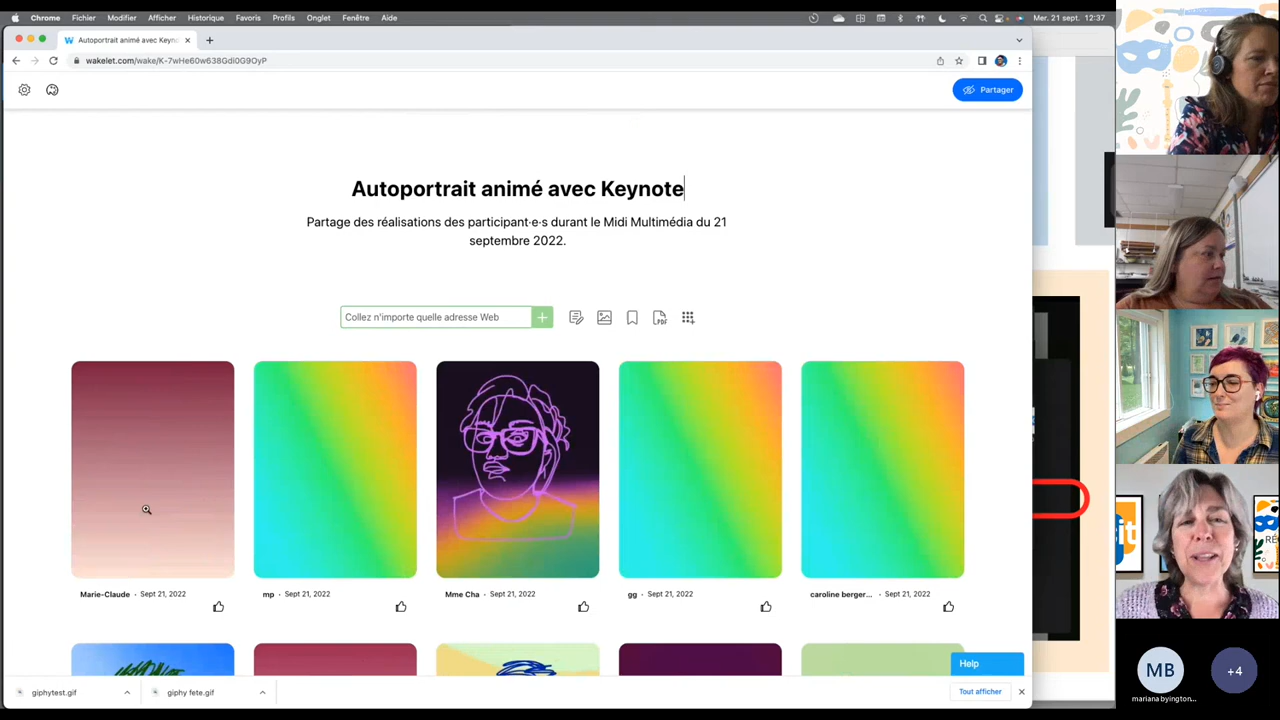 Chrome Fichier Modifier Afficher Historique Favoris Profils Onglet Fenêtre Aide
Mer. 21 sept. 12:37
Autoportrait animé avec Keyno
wakelet.com/wake/K-7wHe60w638Gdi0G9OyP
Partager
Autoportrait animé avec Keynote
Partage des réalisations des participant·e·s durant le Midi Multimédia du 21
septembre 2022.
Collez n'importe quelle adresse Web
PDF
Marie-Claude · Sept 21, 2022
mp · Sept 21, 2022
Mme Cha · Sept 21, 2022
gg · Sept 21, 2022
caroline berger... · Sept 21, 2022
Help
giphytest.gif
giphy fete.gif
Tout afficher
it
RÉ
MB
mariana byington...
+4